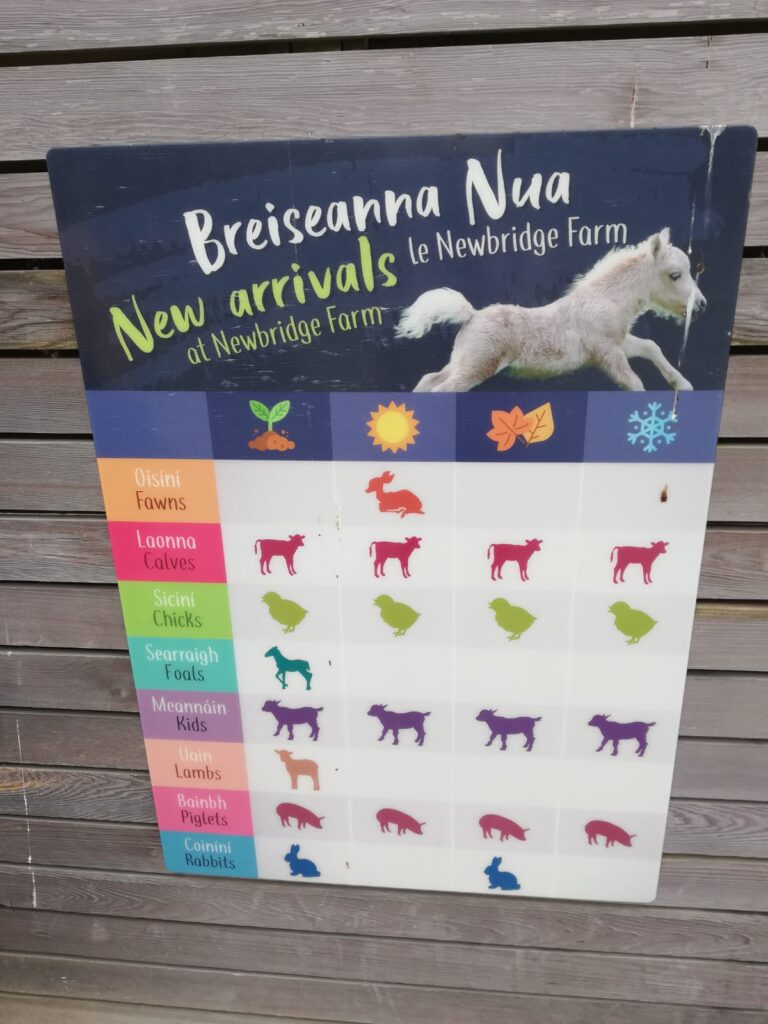 Breiseanna Nua
le Newbridge Farm
New arrivals
at Newbridge Farm
Oisíní
Fawns
Laonna
Calves
Sicíní
Chicks
Searraigh
Foals
Meannáin
Kids
Uain
Lambs
Bainbh
Piglets
Coiníní
Rabbits